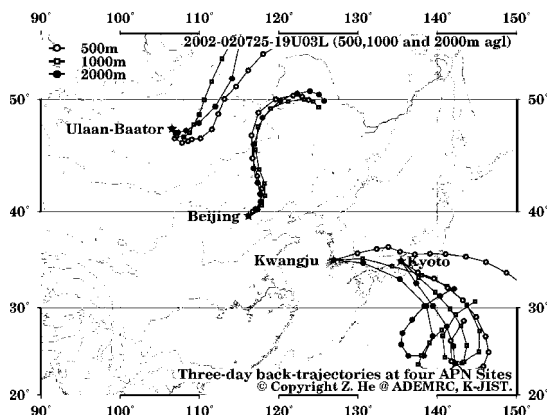 90° 100° 110° 120° 130° 140° 150°
2002-020725-19U03L (500,1000 and 2000m agl)
500m
1000m
2000m
50° 50°
Ulaan-Baator
40° 40°
Beijing
Kwangju Kyoto
30° 30°
Three-day back-trajectories at four APN Sites
© Copyright Z. He @ ADEMRC, K-JIST.
20° 20°
90° 100° 110° 120° 130° 140° 150°